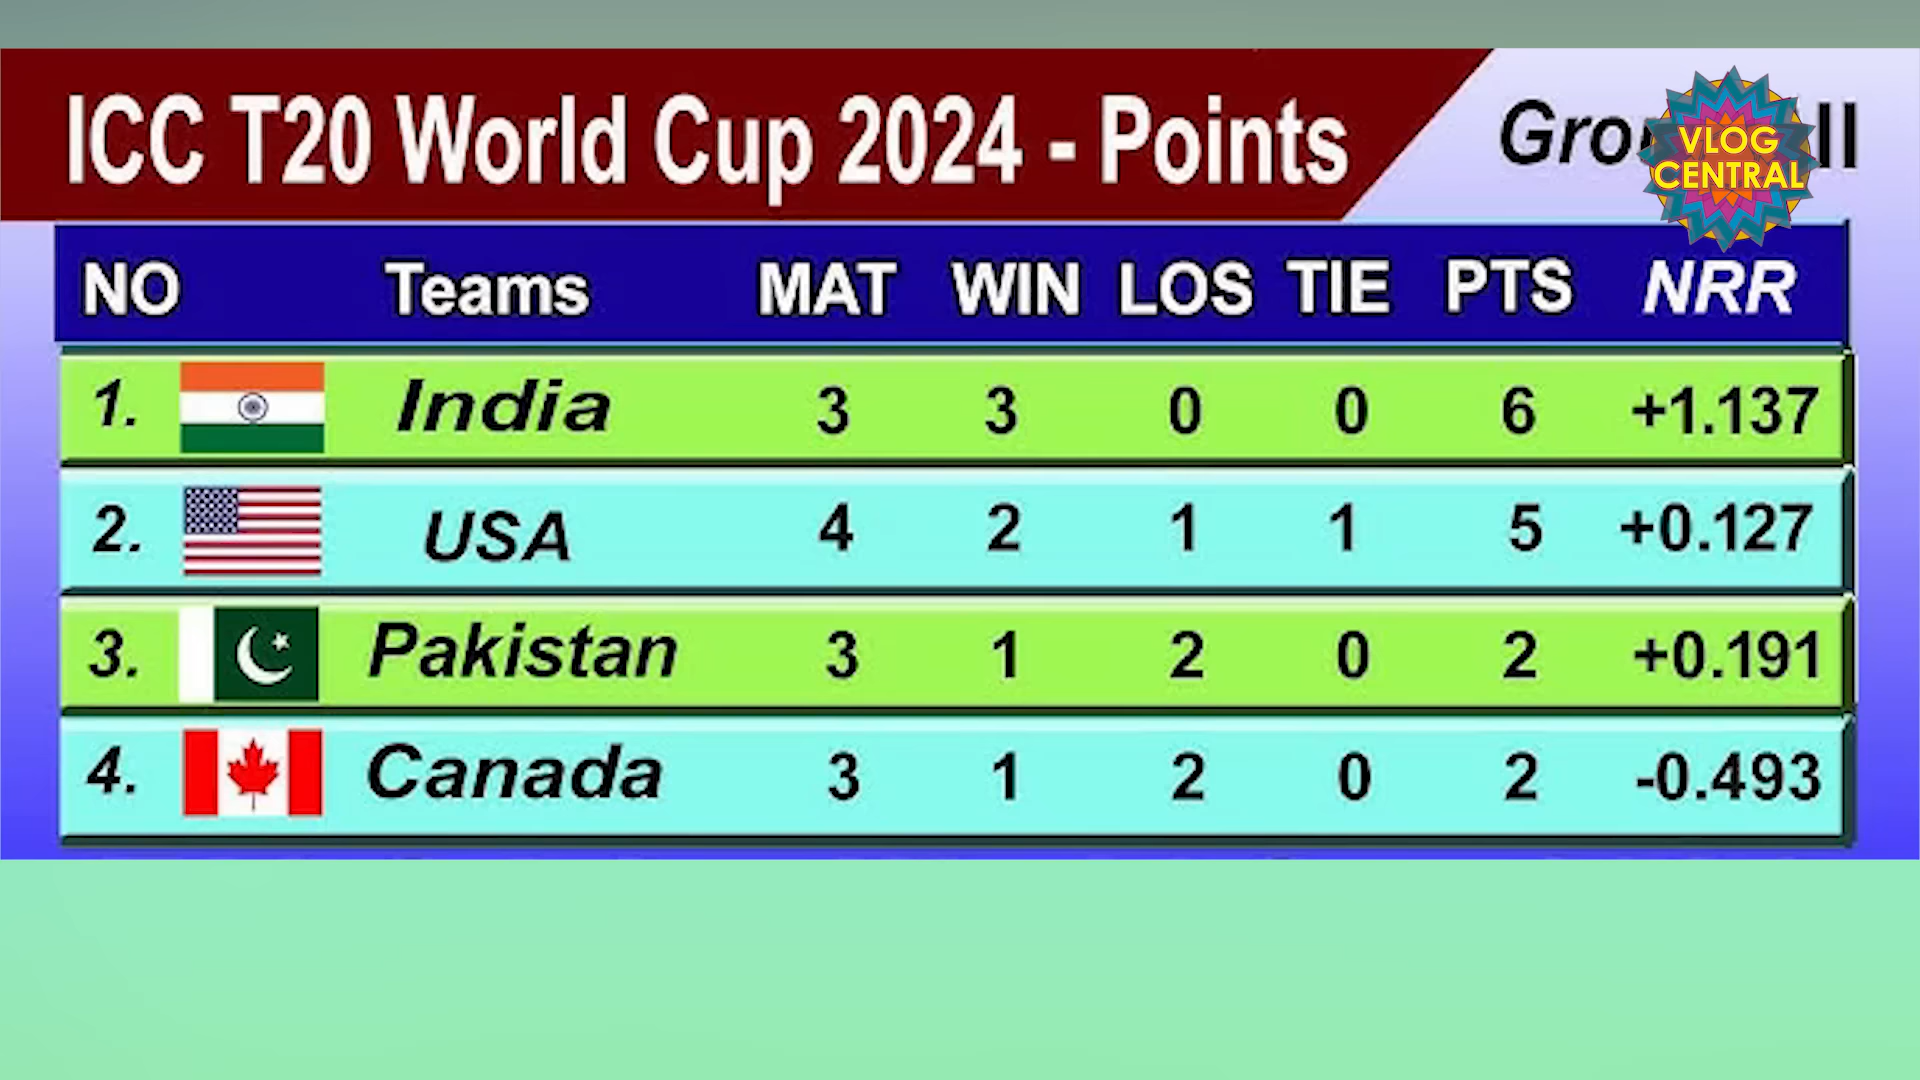 ICC T20 World Cup 2024 - Points
VLOG
CENTRAL
NO Teams MAT WIN LOS TIE PTS NRR
1. India 3 3 0 0 6 +1.137
2. USA 4 2 1 1 5 +0.127
3. Pakistan 3 1 2 0 2 +0.191
4. Canada 3 1 2 0 2 -0.493